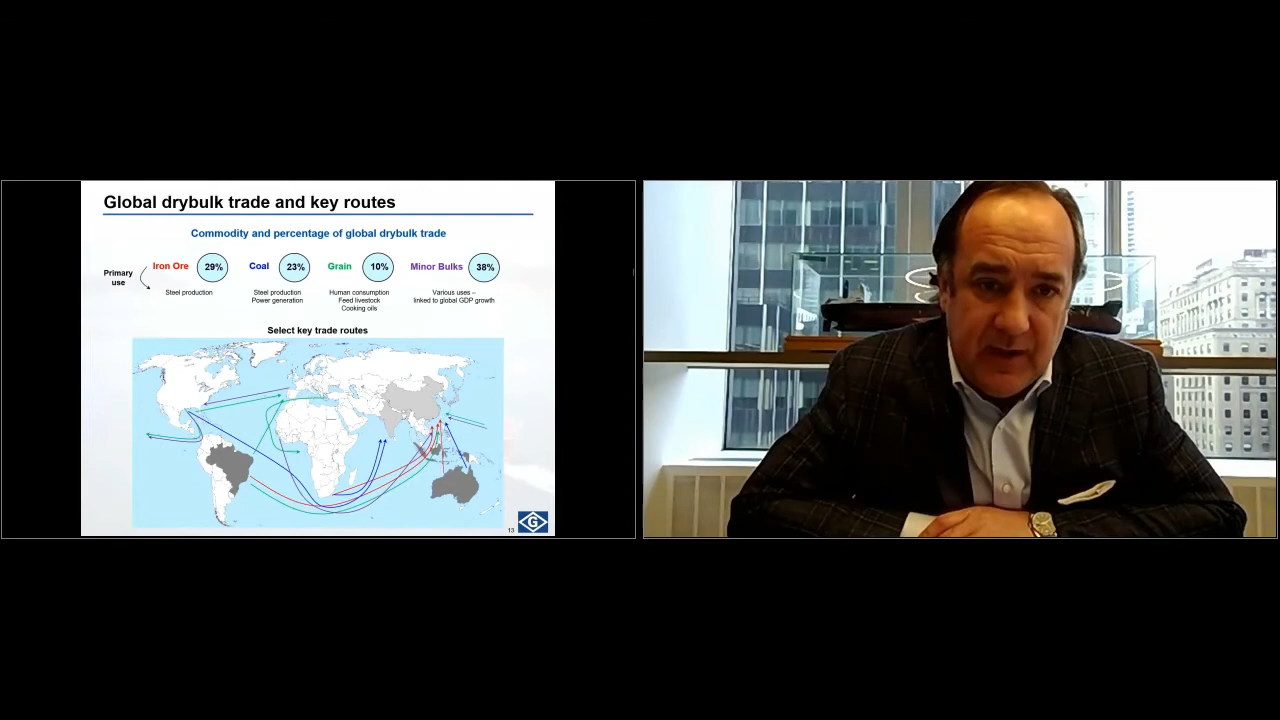 Global drybulk trade and key routes
Commodity and percentage of global drybulk trade
Iron Ore 29% Coal 23% Grain 10% Minor Bulks 38%
Primary
use
Steel production
Steel production
Power generation
Human consumption
Feed livestock
Cooking oils
Various uses –
linked to global GDP growth
Select key trade routes
13
G